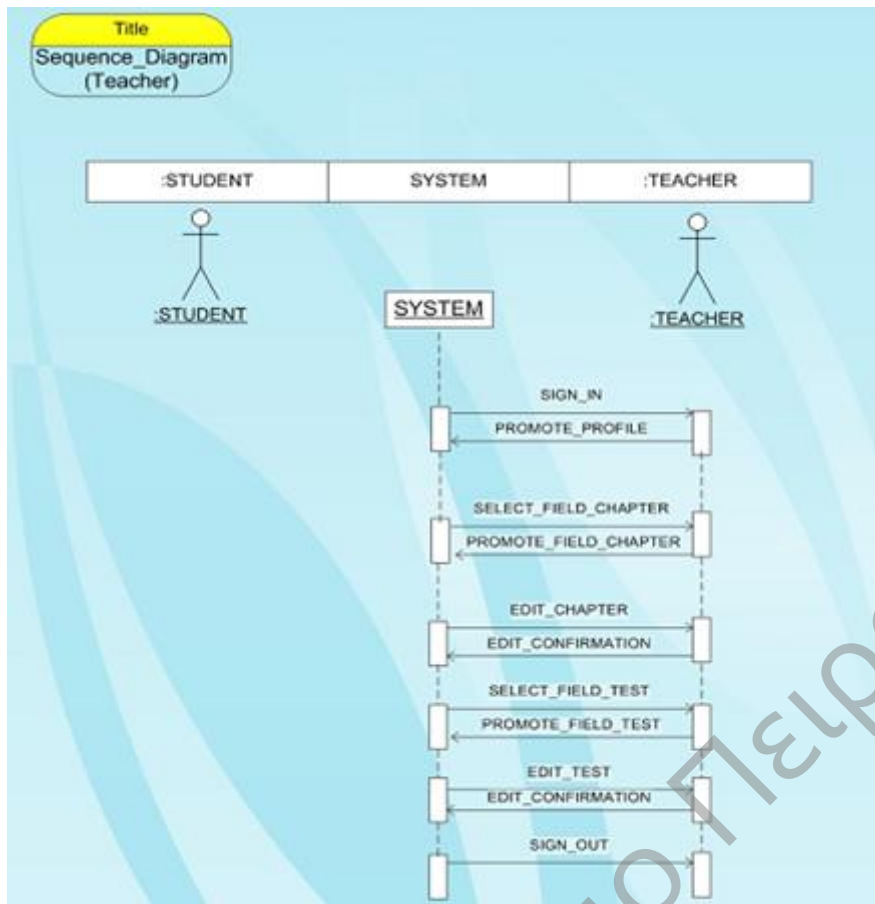 Title
Sequence_Diagram
(Teacher)
:STUDENT SYSTEM :TEACHER
:STUDENT
SYSTEM
:TEACHER
SIGN_IN
PROMOTE_PROFILE
SELECT_FIELD_CHAPTER
PROMOTE_FIELD_CHAPTER
EDIT_CHAPTER
EDIT_CONFIRMATION
SELECT_FIELD_TEST
PROMOTE_FIELD_TEST
EDIT_TEST
EDIT_CONFIRMATION
SIGN_OUT